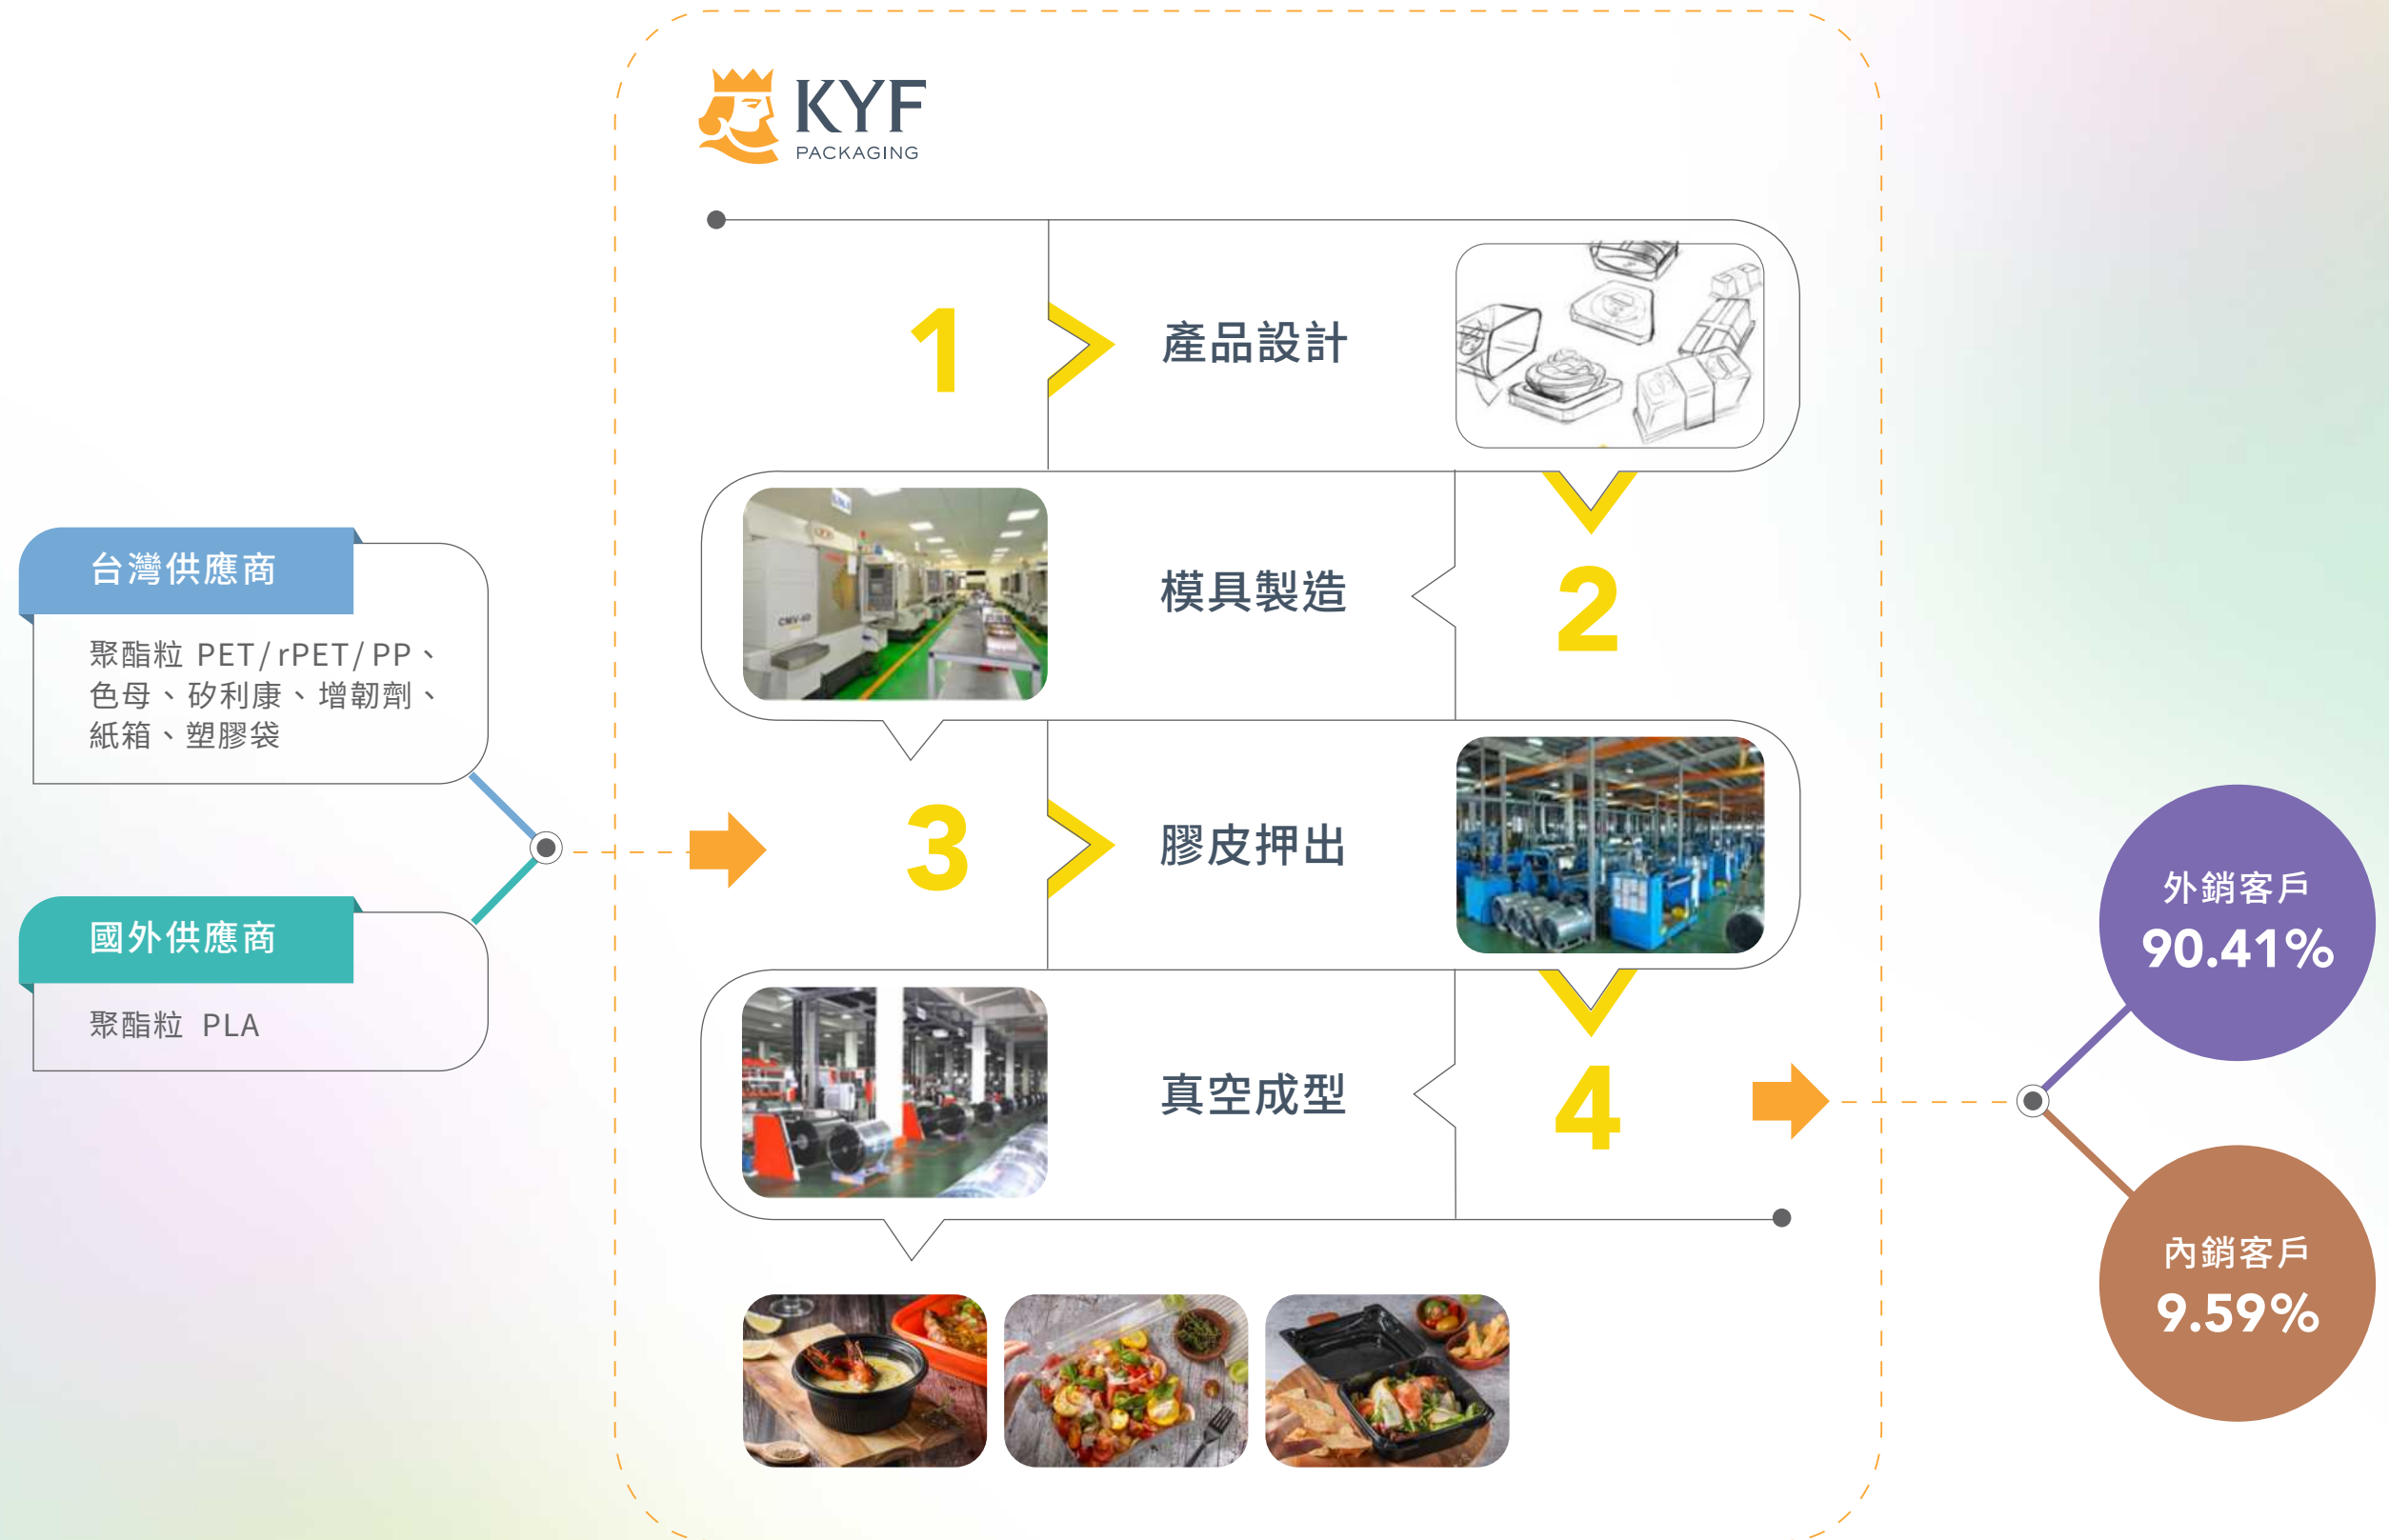 KYF
PACKAGING
1
產品設計
模具製造
2
台灣供應商
聚酯粒 PET/rPET/PP、
色母、矽利康、增韌劑、
紙箱、塑膠袋
3
膠皮押出
國外供應商
聚酯粒 PLA
真空成型
4
外銷客戶
90.41%
內銷客戶
9.59%